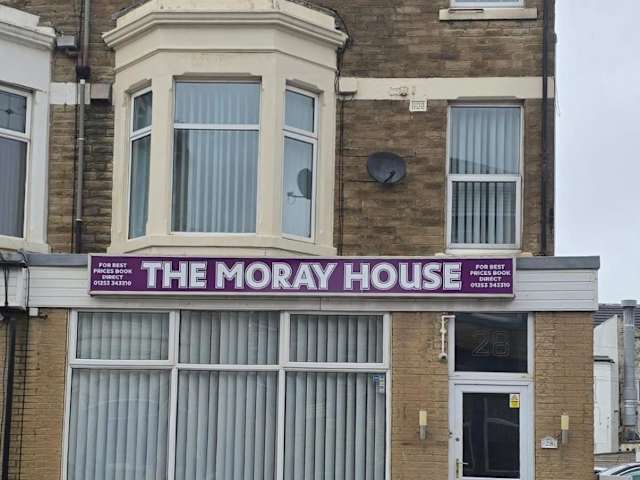 FOR BEST
PRICES BOOK
DIRECT
01253 343310
THE MORAY HOUSE
FOR BEST
PRICES BOOK
DIRECT
01253 343310
28